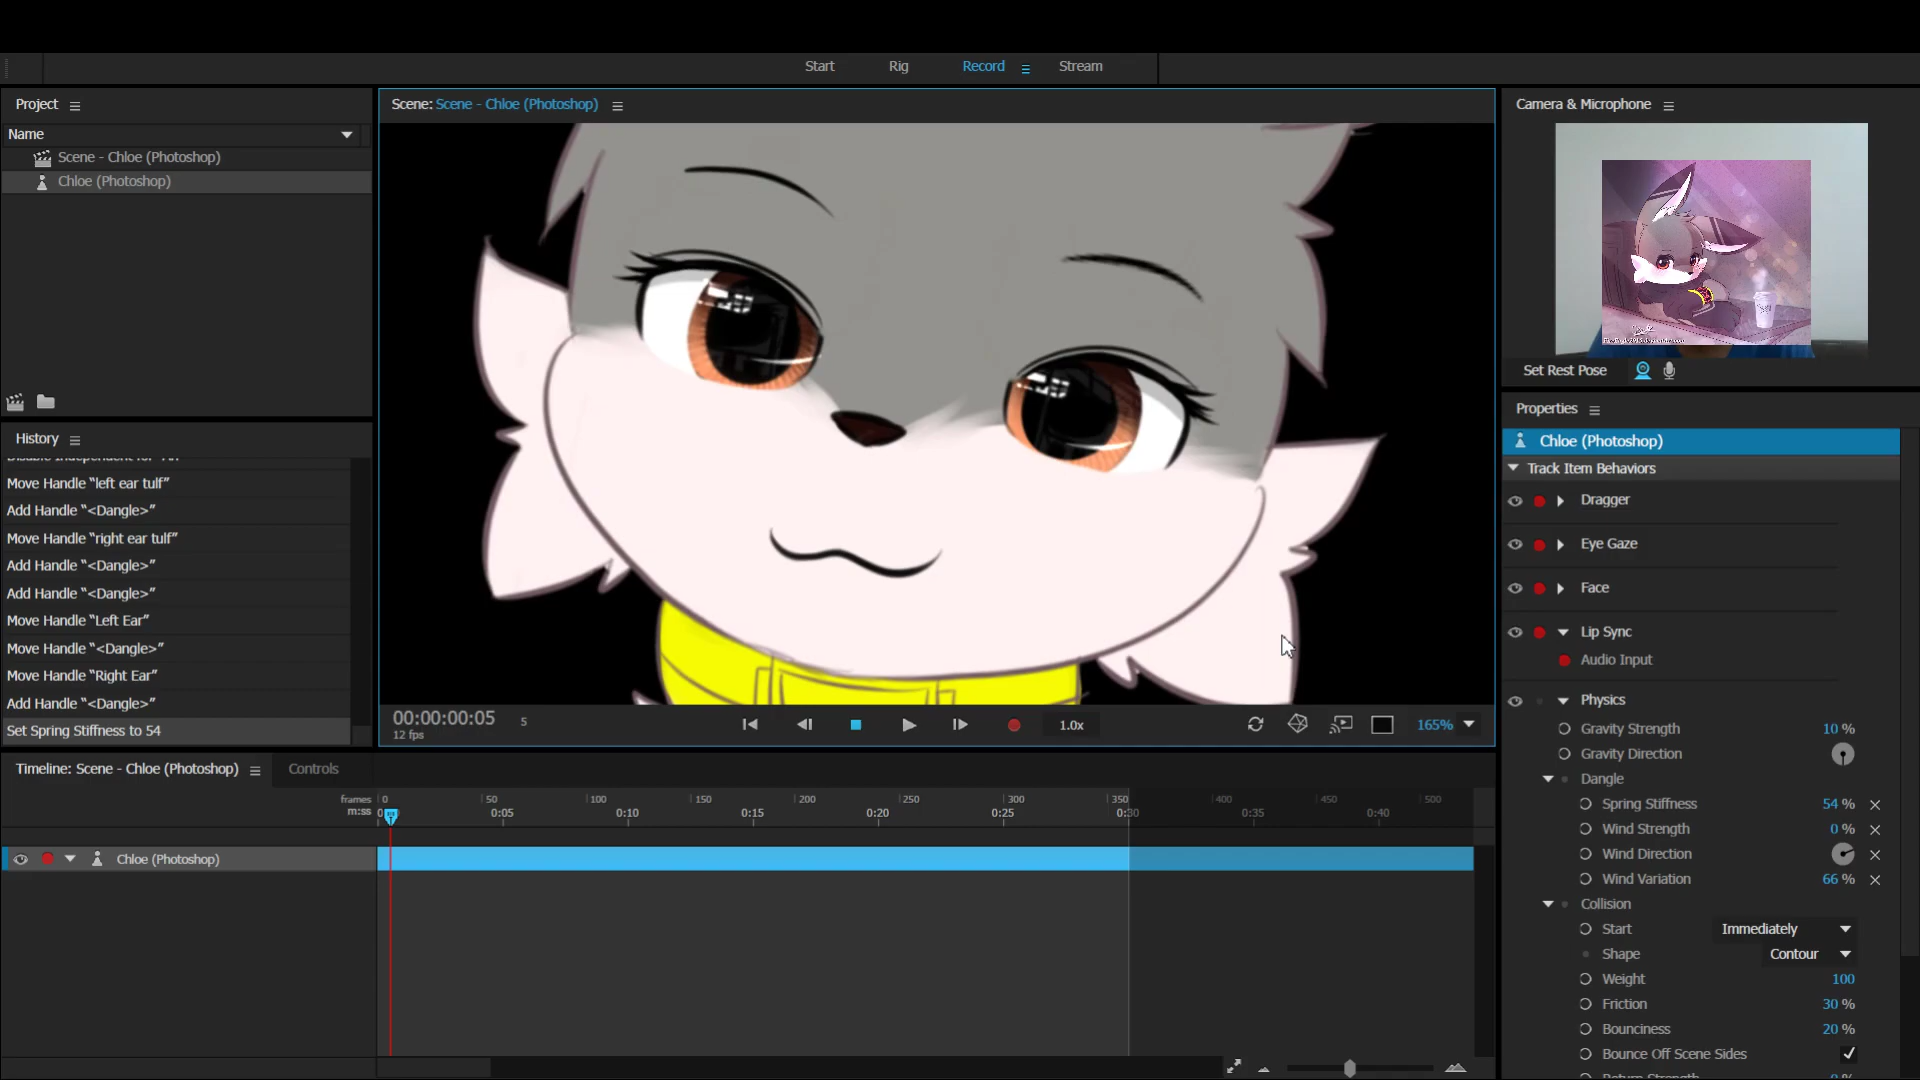 Start
Rig
Record
Stream
Project
Name
Scene - Chloe (Photoshop)
Chloe (Photoshop)
History
Move Handle “left ear tulf”
Add Handle “<Dangle>”
Move Handle “right ear tulf”
Add Handle “<Dangle>”
Add Handle “<Dangle>”
Move Handle “Left Ear”
Move Handle “<Dangle>”
Move Handle “Right Ear”
Add Handle “<Dangle>”
Set Spring Stiffness to 54
Scene: Scene - Chloe (Photoshop)
00:00:00:05 5
12 fps
1.0x
165%
Camera & Microphone
Set Rest Pose
Properties
Chloe (Photoshop)
Track Item Behaviors
Dragger
Eye Gaze
Face
Lip Sync
Audio Input
Physics
Gravity Strength 10 %
Gravity Direction
Dangle
Spring Stiffness 54 %
Wind Strength 0 %
Wind Direction
Wind Variation 66 %
Collision
Start Immediately
Shape Contour
Weight 100
Friction 30 %
Bounciness 20 %
Bounce Off Scene Sides
Timeline: Scene - Chloe (Photoshop)
Controls
frames 0 50 100 150 200 250 300 350 400 450 500
m:ss 0 0:05 0:10 0:15 0:20 0:25 0:30 0:35 0:40
Chloe (Photoshop)